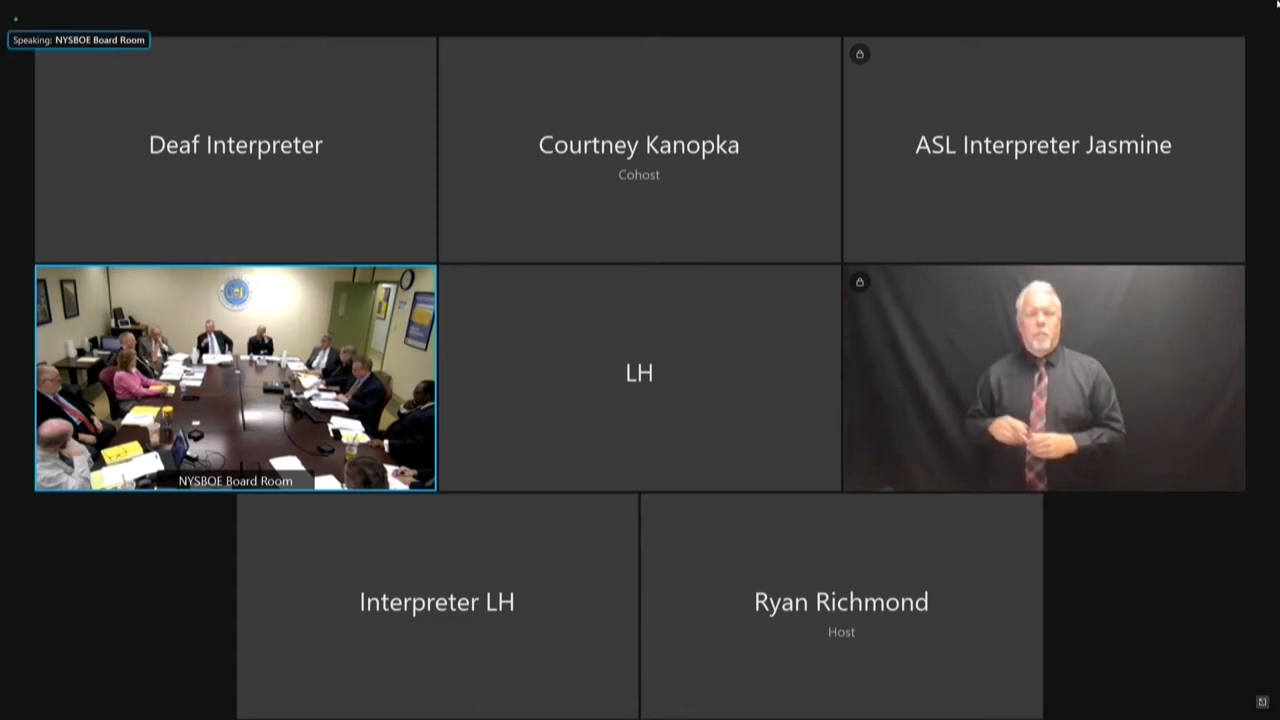 Speaking: NYSBOE Board Room
Deaf Interpreter
Courtney Kanopka
Cohost
ASL Interpreter Jasmine
NYSBOE Board Room
LH
Interpreter LH
Ryan Richmond
Host